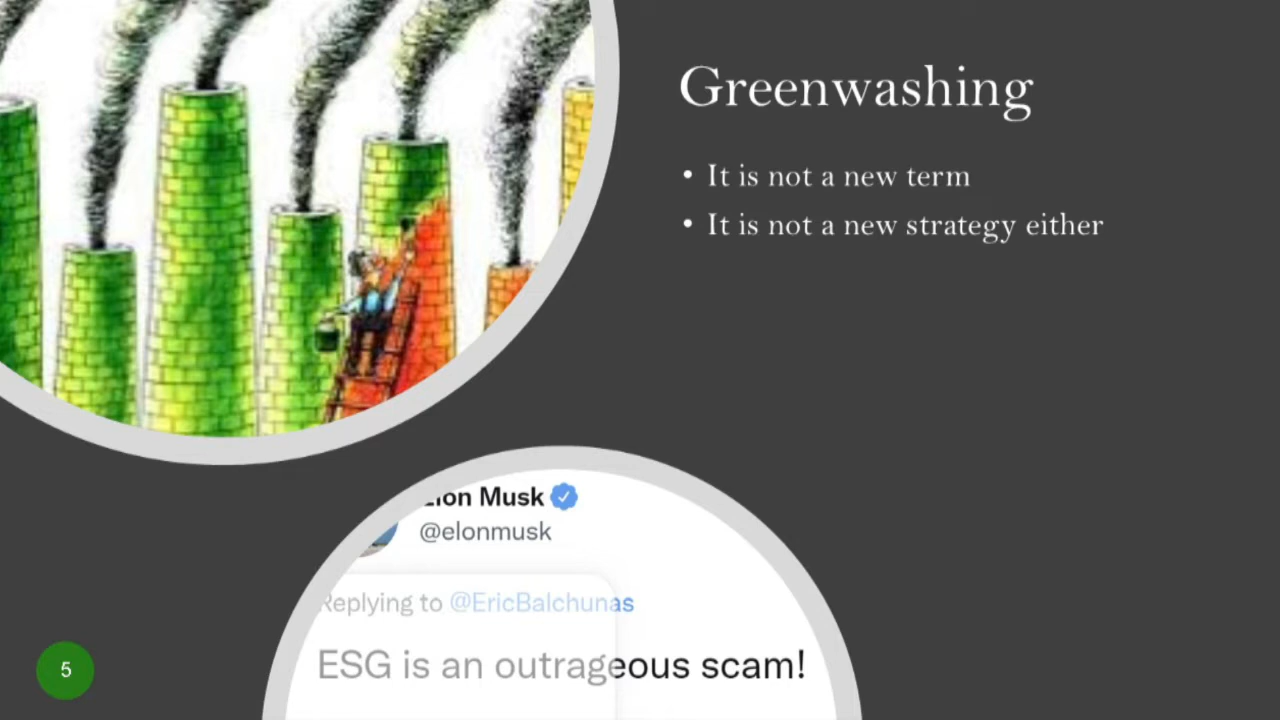 Greenwashing
• It is not a new term
• It is not a new strategy either
Elon Musk
@elonmusk
Replying to @EricBalchunas
ESG is an outrageous scam!
5